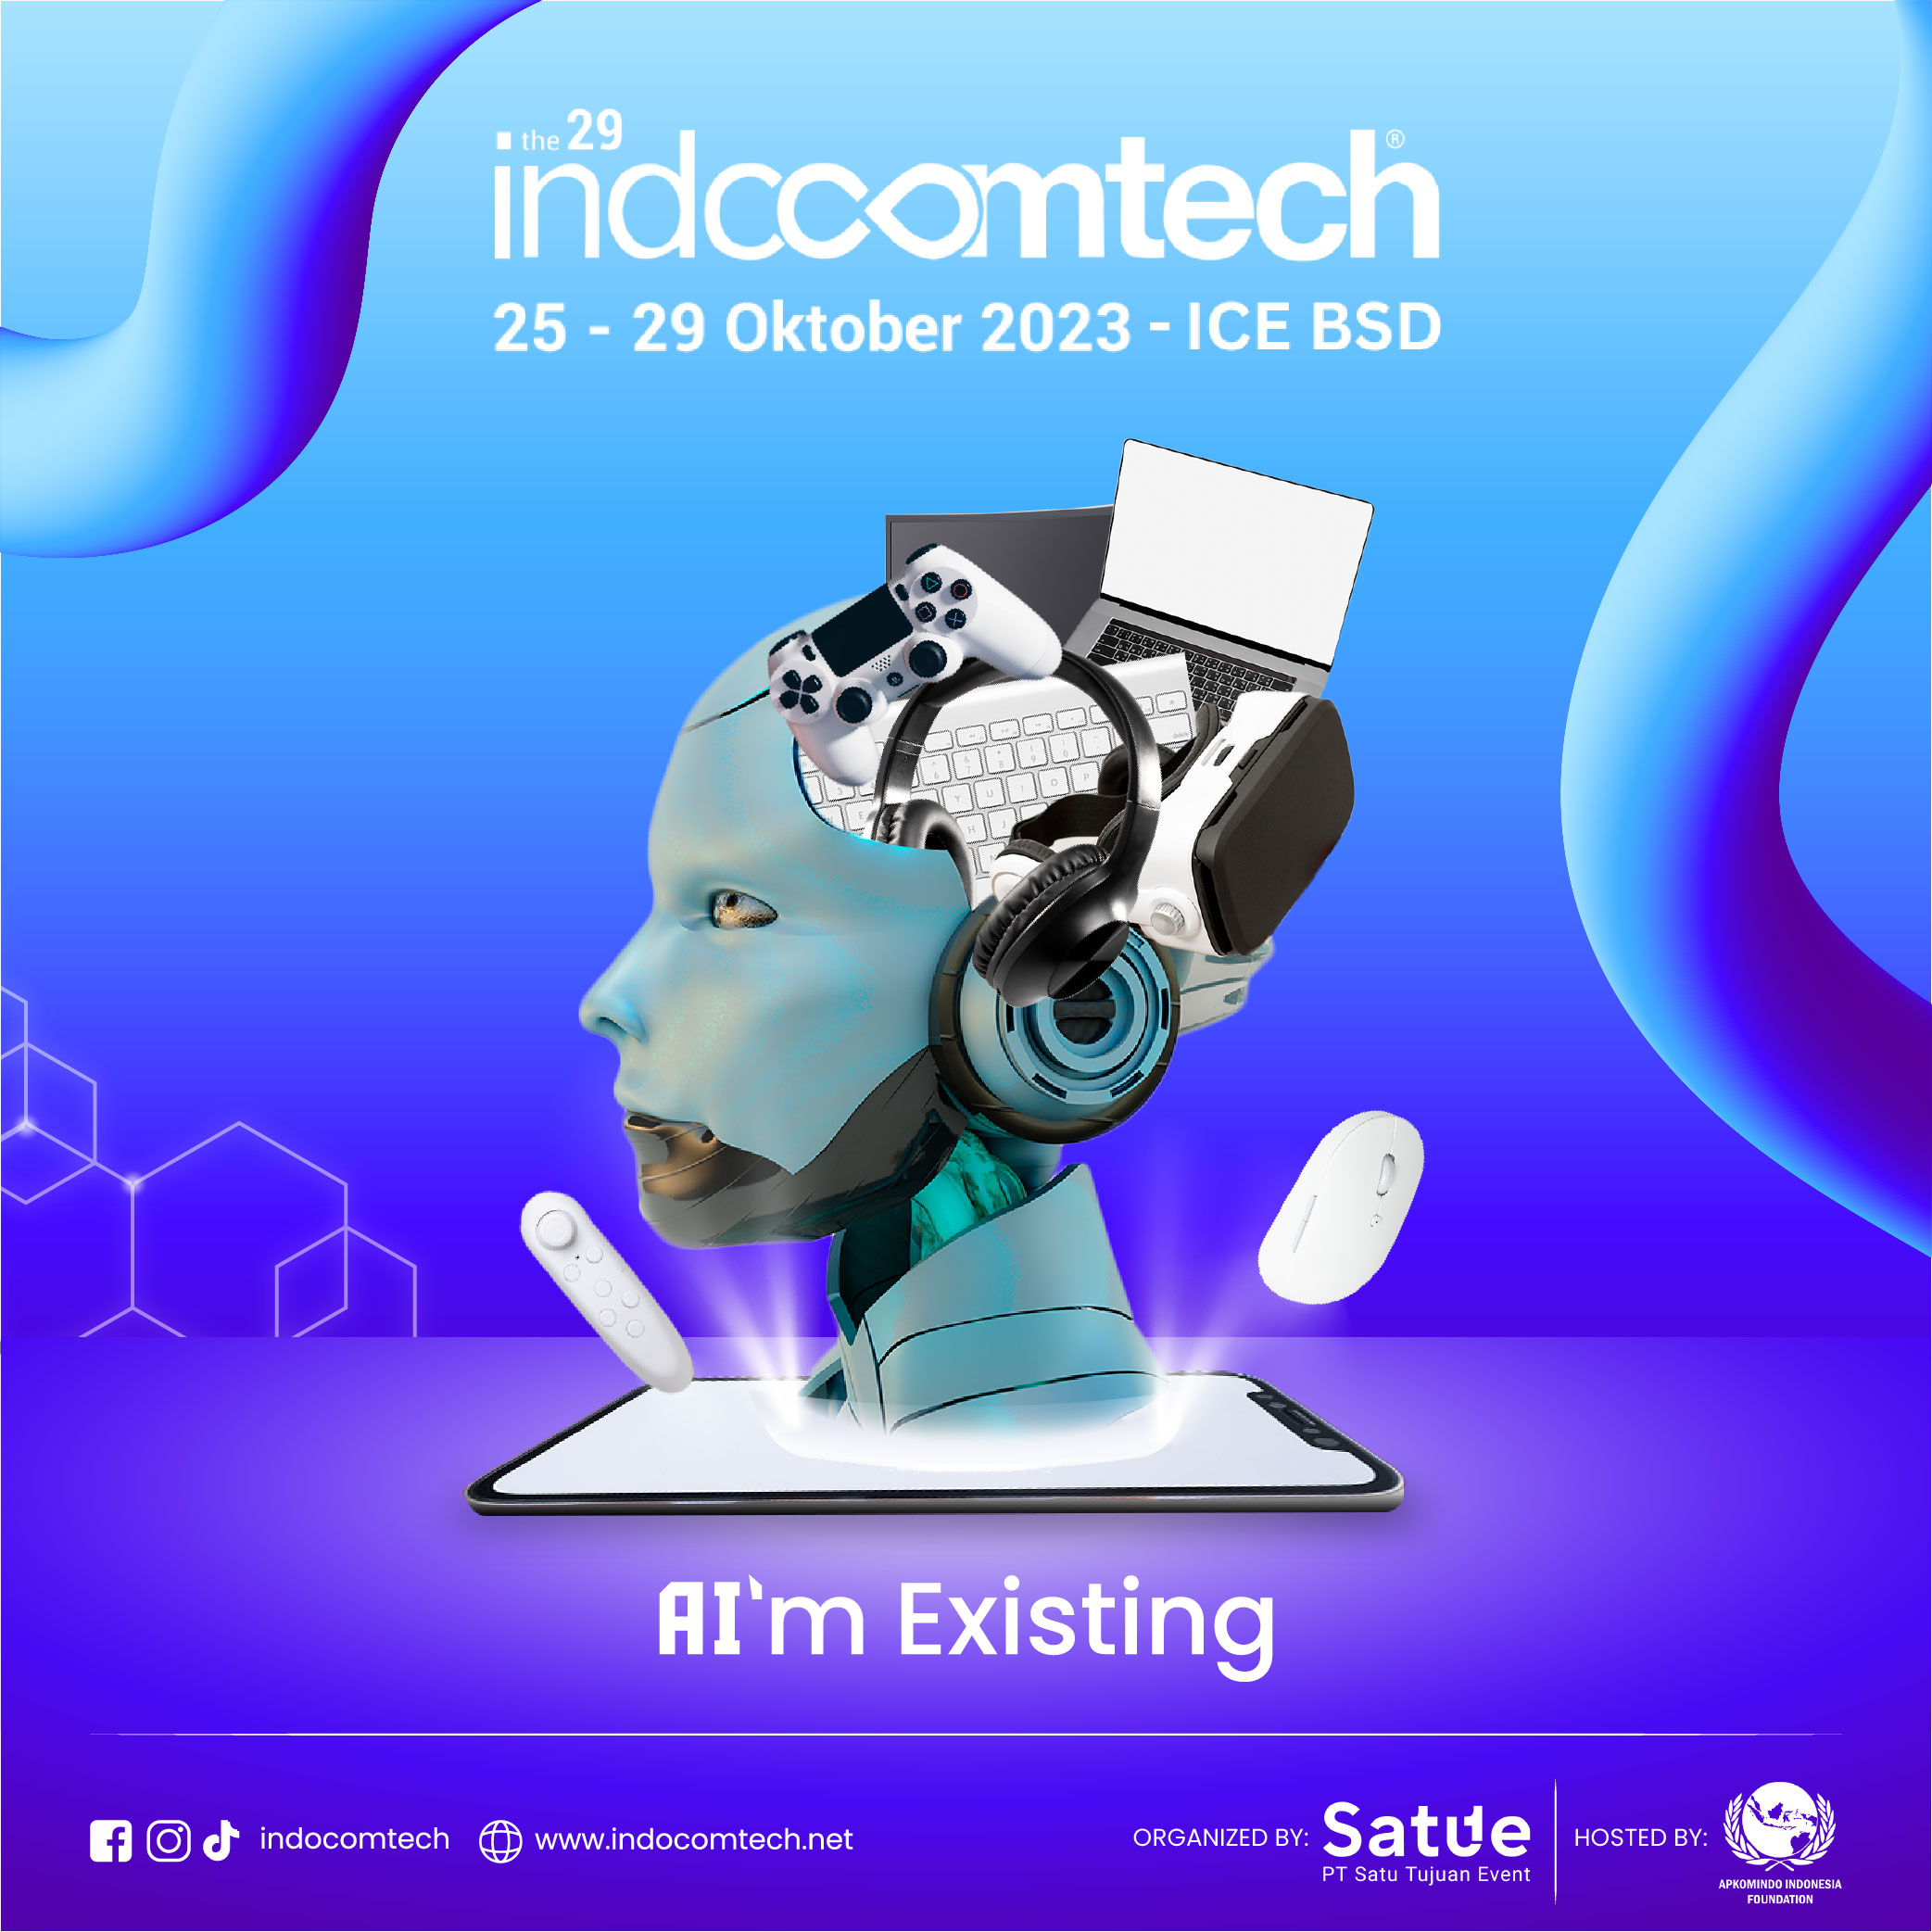 the 29
indocomtech®
25 - 29 Oktober 2023 - ICE BSD
AI'm Existing
indocomtech
www.indocomtech.net
ORGANIZED BY:
Satue
PT Satu Tujuan Event
HOSTED BY:
APKOMINDO INDONESIA
FOUNDATION